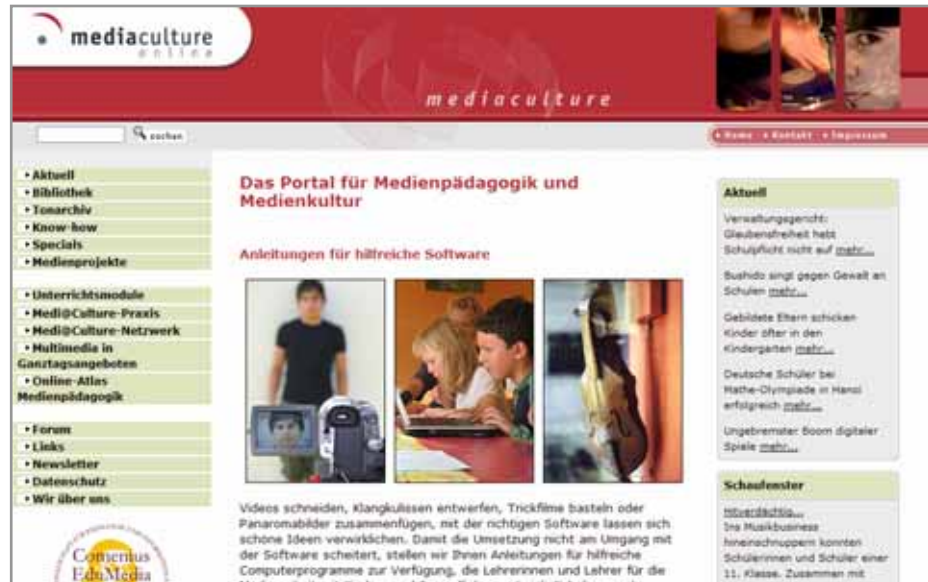 mediaculture
online
mediaculture
suchen
Home Kontakt Impressum
Aktuell
Bibliothek
Tonarchiv
Know-how
Specials
Medienprojekte
Unterrichtsmodule
Medi@Culture-Praxis
Medi@Culture-Netzwerk
Multimedia in
Ganztagsangeboten
Online-Atlas
Medienpädagogik
Forum
Links
Newsletter
Datenschutz
Wir über uns
Comenius
EduMedia
Das Portal für Medienpädagogik und
Medienkultur
Anleitungen für hilfreiche Software
Videos schneiden, Klangkulissen entwerfen, Trickfilme basteln oder
Panaromabilder zusammenfügen, mit der richtigen Software lassen sich
schöne Ideen verwirklichen. Damit die Umsetzung nicht am Umgang mit
der Software scheitert, stellen wir Ihnen Anleitungen für hilfreiche
Computerprogramme zur Verfügung, die Lehrerinnen und Lehrer für die
Aktuell
Verwaltungsgericht:
Glaubensfreiheit hebt
Schulpflicht nicht auf mehr...
Bushido singt gegen Gewalt an
Schulen mehr...
Gebildete Eltern schicken
Kinder öfter in den
Kindergarten mehr...
Deutsche Schüler bei
Mathe-Olympiade in Hanoi
erfolgreich mehr...
Ungebremster Boom digitaler
Spiele mehr...
Schaufenster
Hitverdächtig...
Ins Musikbusiness
hineinschnuppern konnten
Schülerinnen und Schüler einer
11. Klasse. Zusammen mit